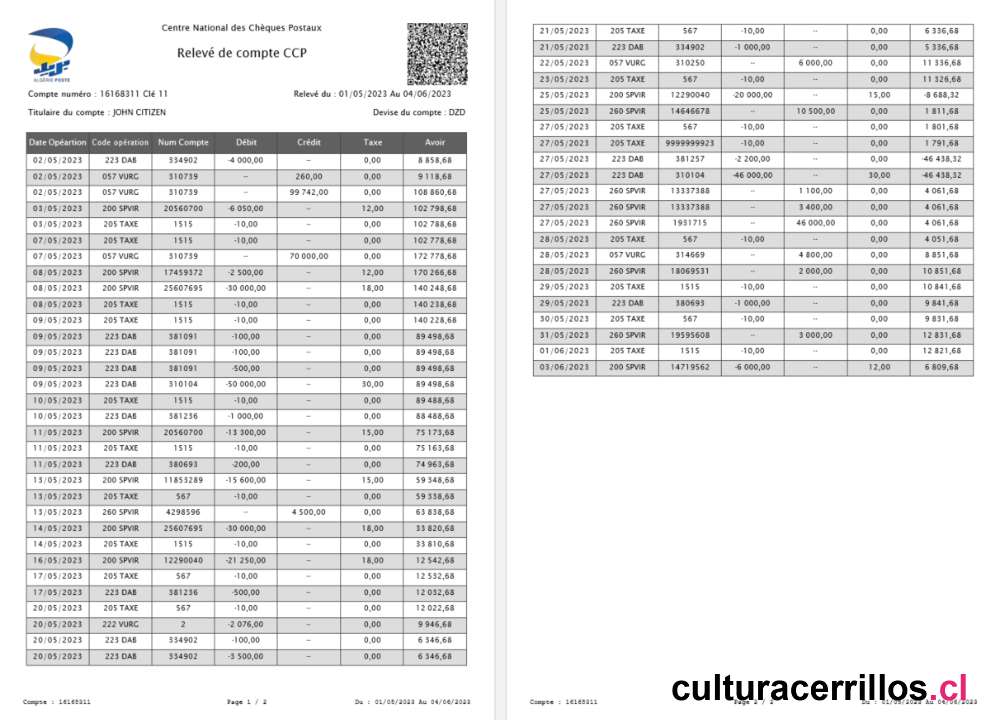 Centre National des Chèques Postaux
Relevé de compte CCP
ALGÉRIE POSTE
Compte numéro : 16168311 Clé 11
Relevé du : 01/05/2023 Au 04/06/2023
Titulaire du compte : JOHN CITIZEN
Devise du compte : DZD
Date Opéartion Code opération Num Compte Débit Crédit Taxe Avoir
02/05/2023 223 DAB 334902 -4 000,00 -- 0,00 8 858,68
02/05/2023 057 VURG 310739 -- 260,00 0,00 9 118,68
02/05/2023 057 VURG 310739 -- 99 742,00 0,00 108 860,68
03/05/2023 200 SPVIR 20560700 -6 050,00 -- 12,00 102 798,68
03/05/2023 205 TAXE 1515 -10,00 -- 0,00 102 788,68
07/05/2023 205 TAXE 1515 -10,00 -- 0,00 102 778,68
07/05/2023 057 VURG 310739 -- 70 000,00 0,00 172 778,68
08/05/2023 200 SPVIR 17459372 -2 500,00 -- 12,00 170 266,68
08/05/2023 200 SPVIR 25607695 -30 000,00 -- 18,00 140 248,68
08/05/2023 205 TAXE 1515 -10,00 -- 0,00 140 238,68
09/05/2023 205 TAXE 1515 -10,00 -- 0,00 140 228,68
09/05/2023 223 DAB 381091 -100,00 -- 0,00 89 498,68
09/05/2023 223 DAB 381091 -100,00 -- 0,00 89 498,68
09/05/2023 223 DAB 381091 -500,00 -- 0,00 89 498,68
09/05/2023 223 DAB 310104 -50 000,00 -- 30,00 89 498,68
10/05/2023 205 TAXE 1515 -10,00 -- 0,00 89 488,68
10/05/2023 223 DAB 381236 -1 000,00 -- 0,00 88 488,68
11/05/2023 200 SPVIR 20560700 -13 300,00 -- 15,00 75 173,68
11/05/2023 205 TAXE 1515 -10,00 -- 0,00 75 163,68
11/05/2023 223 DAB 380693 -200,00 -- 0,00 74 963,68
13/05/2023 200 SPVIR 11853289 -15 600,00 -- 15,00 59 348,68
13/05/2023 205 TAXE 567 -10,00 -- 0,00 59 338,68
13/05/2023 260 SPVIR 4298596 -- 4 500,00 0,00 63 838,68
14/05/2023 200 SPVIR 25607695 -30 000,00 -- 18,00 33 820,68
14/05/2023 205 TAXE 1515 -10,00 -- 0,00 33 810,68
16/05/2023 200 SPVIR 12290040 -21 250,00 -- 18,00 12 542,68
17/05/2023 205 TAXE 567 -10,00 -- 0,00 12 532,68
17/05/2023 223 DAB 381236 -500,00 -- 0,00 12 032,68
20/05/2023 205 TAXE 567 -10,00 -- 0,00 12 022,68
20/05/2023 222 VURG 2 -2 076,00 -- 0,00 9 946,68
20/05/2023 223 DAB 334902 -100,00 -- 0,00 6 346,68
20/05/2023 223 DAB 334902 -3 500,00 -- 0,00 6 346,68
Compte : 16168311 Page 1 / 2 Du : 01/05/2023 Au 04/06/2023
21/05/2023 205 TAXE 567 -10,00 -- 0,00 6 336,68
21/05/2023 223 DAB 334902 -1 000,00 -- 0,00 5 336,68
22/05/2023 057 VURG 310250 -- 6 000,00 0,00 11 336,68
23/05/2023 205 TAXE 567 -10,00 -- 0,00 11 326,68
25/05/2023 200 SPVIR 12290040 -20 000,00 -- 15,00 -8 688,32
25/05/2023 260 SPVIR 14646678 -- 10 500,00 0,00 1 811,68
27/05/2023 205 TAXE 567 -10,00 -- 0,00 1 801,68
27/05/2023 205 TAXE 9999999923 -10,00 -- 0,00 1 791,68
27/05/2023 223 DAB 381257 -2 200,00 -- 0,00 -46 438,32
27/05/2023 223 DAB 310104 -46 000,00 -- 30,00 -46 438,32
27/05/2023 260 SPVIR 13337388 -- 1 100,00 0,00 4 061,68
27/05/2023 260 SPVIR 13337388 -- 3 400,00 0,00 4 061,68
27/05/2023 260 SPVIR 1931715 -- 46 000,00 0,00 4 061,68
28/05/2023 205 TAXE 567 -10,00 -- 0,00 4 051,68
28/05/2023 057 VURG 314669 -- 4 800,00 0,00 8 851,68
28/05/2023 260 SPVIR 18069531 -- 2 000,00 0,00 10 851,68
29/05/2023 205 TAXE 1515 -10,00 -- 0,00 10 841,68
29/05/2023 223 DAB 380693 -1 000,00 -- 0,00 9 841,68
30/05/2023 205 TAXE 567 -10,00 -- 0,00 9 831,68
31/05/2023 260 SPVIR 19595608 -- 3 000,00 0,00 12 831,68
01/06/2023 205 TAXE 1515 -10,00 -- 0,00 12 821,68
03/06/2023 200 SPVIR 14719562 -6 000,00 -- 12,00 6 809,68
culturacerrillos.cl
Compte : 16168311 Page 2 / 2 Du : 01/05/2023 Au 04/06/2023